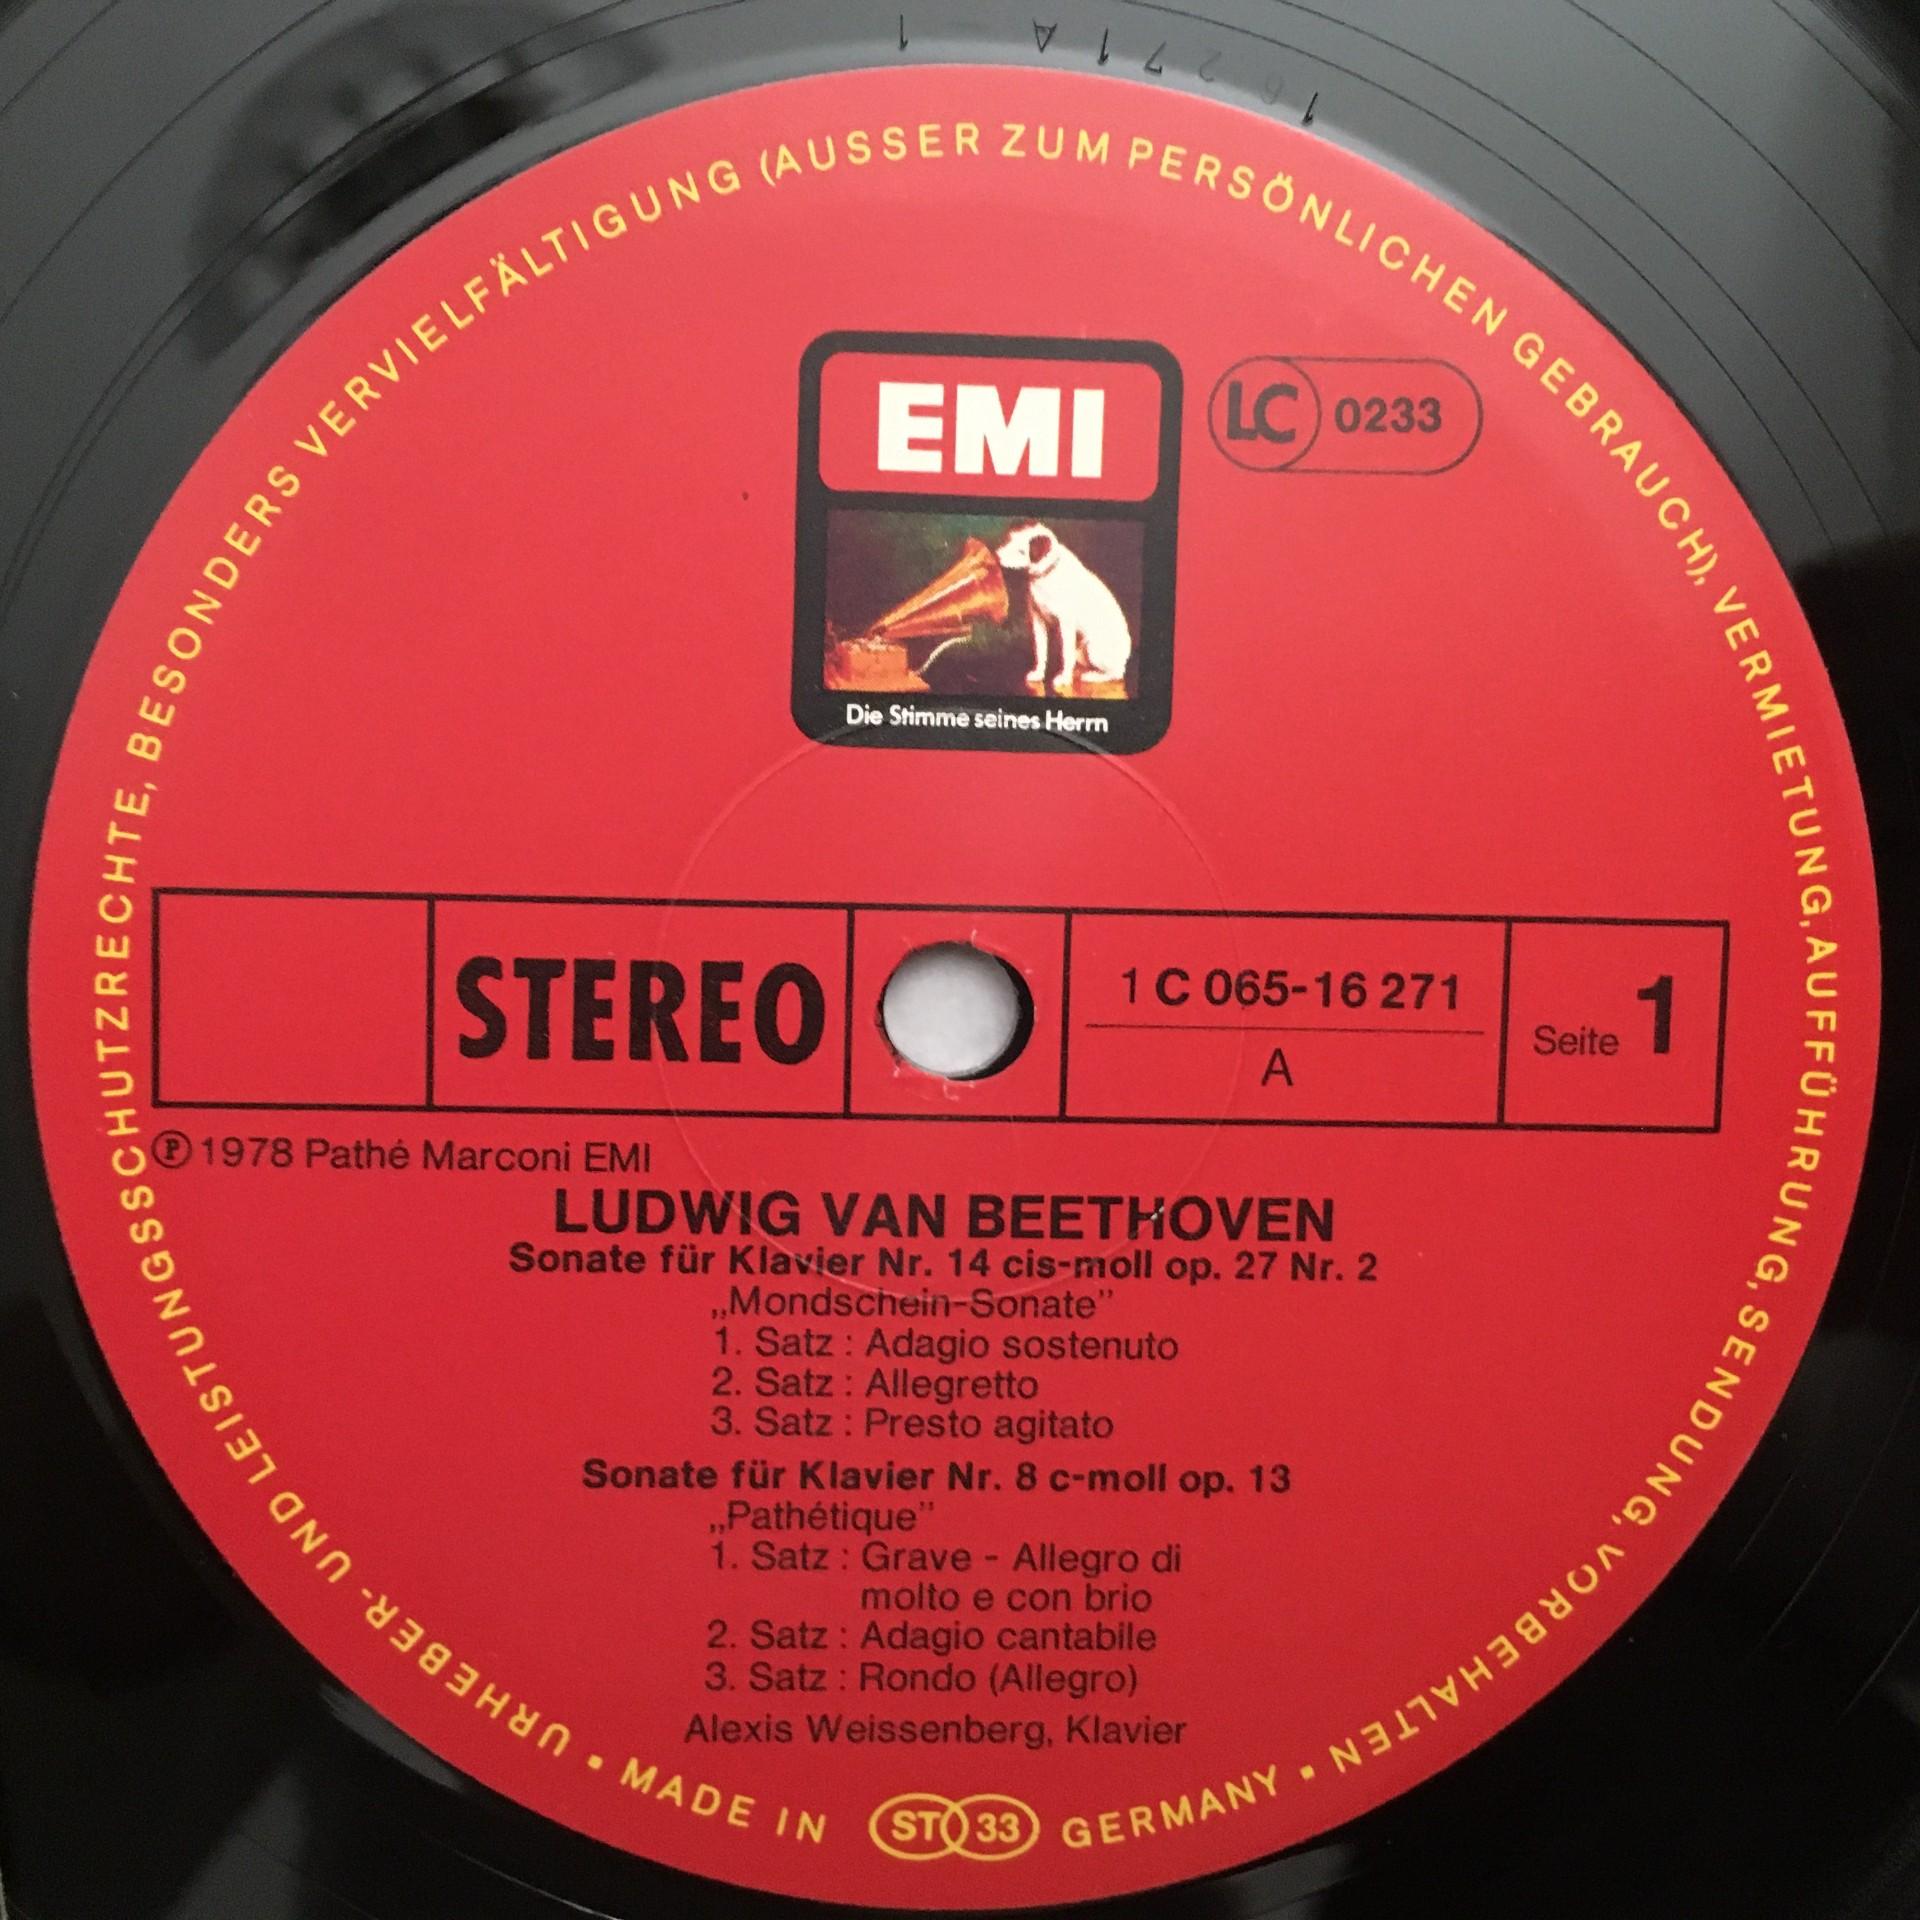 1 6271 A 1
URHEBER- UND LEISTUNGSSCHUTZRECHTE, BESONDERS VERVIELFÄLTIGUNG (AUSSER ZUM PERSÖNLICHEN GEBRAUCH), VERMIETUNG, AUFFÜHRUNG, SENDUNG, VORBEHALTEN •
EMI
LC 0233
Die Stimme seines Herrn
STEREO
1 C 065-16 271
A
Seite 1
Ⓟ 1978 Pathé Marconi EMI
LUDWIG VAN BEETHOVEN
Sonate für Klavier Nr. 14 cis-moll op. 27 Nr. 2
„Mondschein-Sonate”
1. Satz : Adagio sostenuto
2. Satz : Allegretto
3. Satz : Presto agitato
Sonate für Klavier Nr. 8 c-moll op. 13
„Pathétique”
1. Satz : Grave - Allegro di
molto e con brio
2. Satz : Adagio cantabile
3. Satz : Rondo (Allegro)
Alexis Weissenberg, Klavier
• MADE IN ST 33 GERMANY